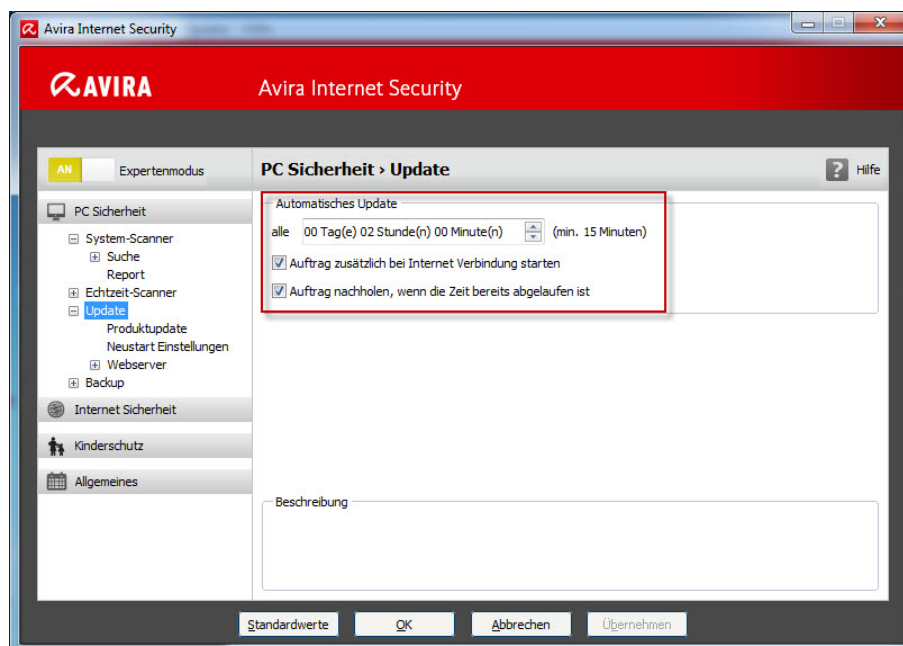 Avira Internet Security
AVIRA
Avira Internet Security
AN
Expertenmodus
PC Sicherheit › Update
? Hilfe
PC Sicherheit
System-Scanner
Suche
Report
Echtzeit-Scanner
Update
Produktupdate
Neustart Einstellungen
Webserver
Backup
Internet Sicherheit
Kinderschutz
Allgemeines
Automatisches Update
alle 00 Tag(e) 02 Stunde(n) 00 Minute(n) (min. 15 Minuten)
Auftrag zusätzlich bei Internet Verbindung starten
Auftrag nachholen, wenn die Zeit bereits abgelaufen ist
Beschreibung
Standardwerte
OK
Abbrechen
Übernehmen